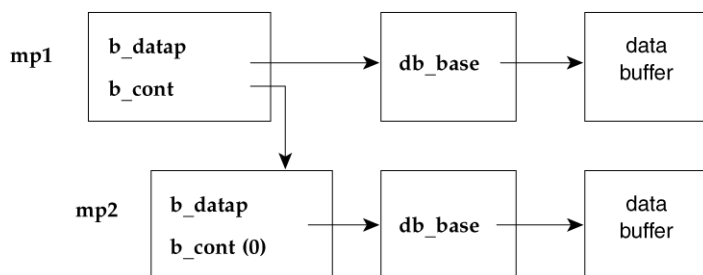 mp1
b_datap
b_cont
db_base
data
buffer
mp2
b_datap
b_cont (0)
db_base
data
buffer